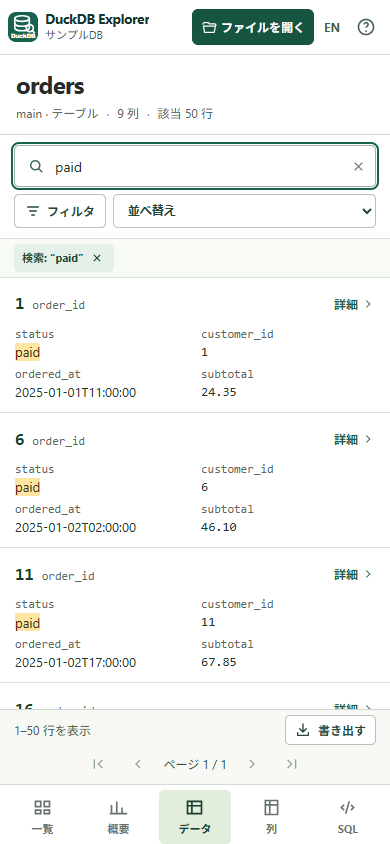 DuckDB Explorer
サンプルDB
ファイルを開く
EN
DuckDB
orders
main · テーブル · 9 列 · 該当 50 行
paid
フィルタ
並べ替え
検索: “paid”
1 order_id 詳細
status customer_id
paid 1
ordered_at subtotal
2025-01-01T11:00:00 24.35
6 order_id 詳細
status customer_id
paid 6
ordered_at subtotal
2025-01-02T02:00:00 46.10
11 order_id 詳細
status customer_id
paid 11
ordered_at subtotal
2025-01-02T17:00:00 67.85
1–50 行を表示
書き出す
ページ 1 / 1
一覧 概要 データ 列 SQL